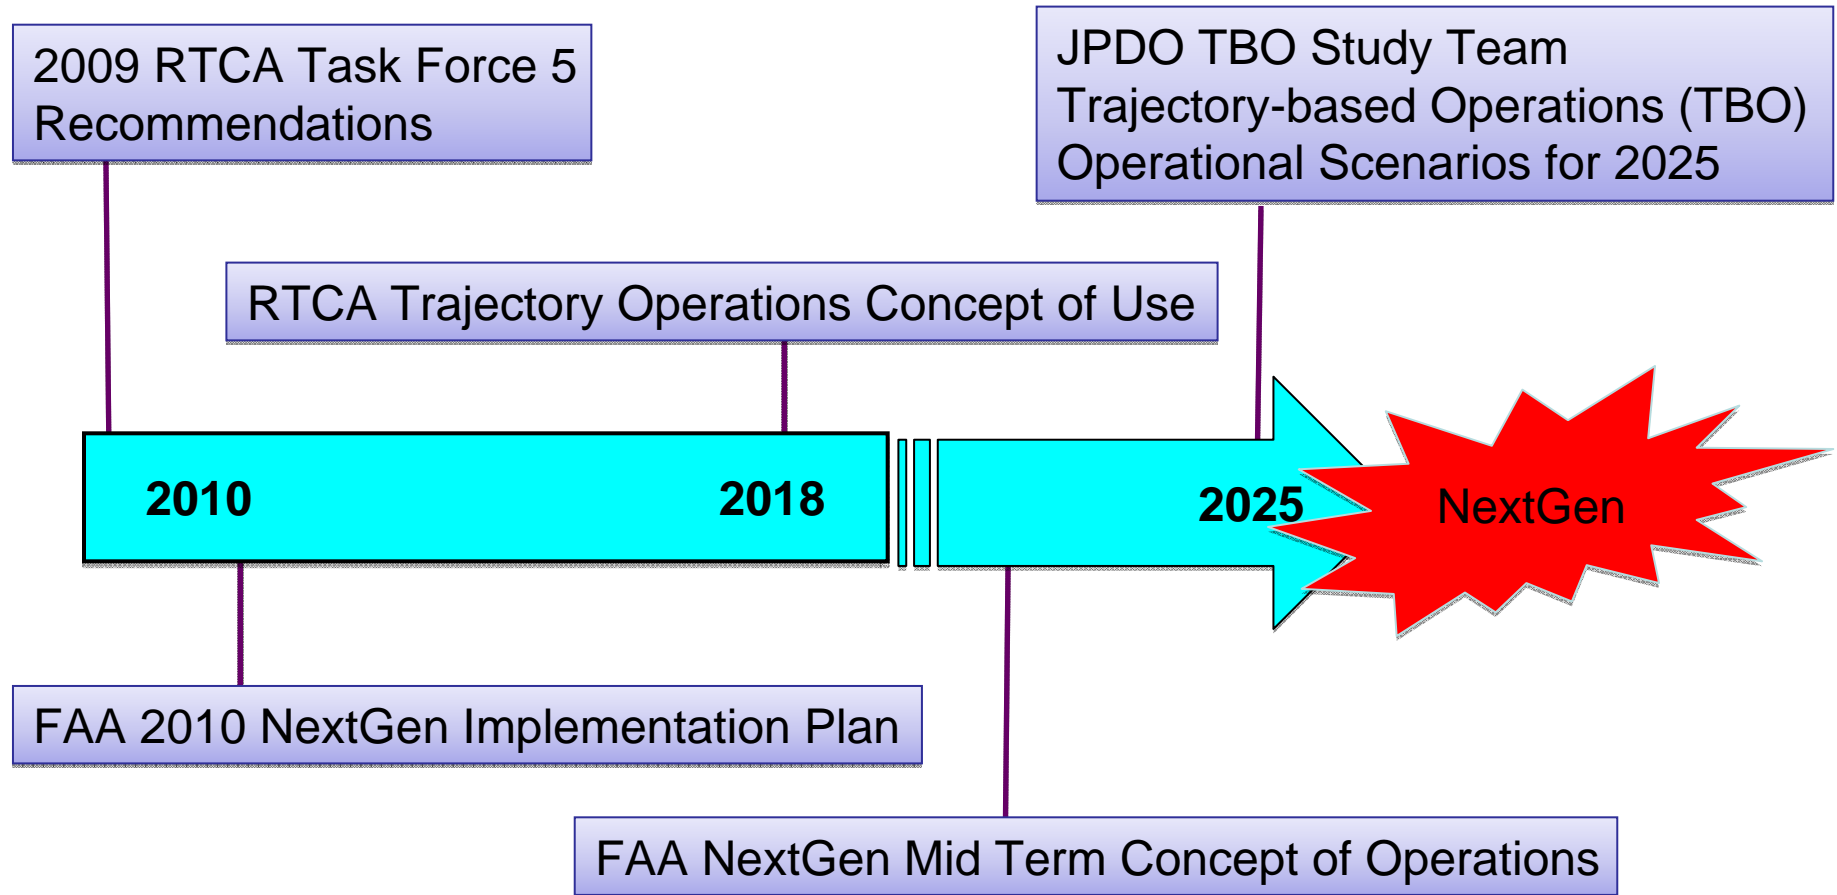 2009 RTCA Task Force 5
Recommendations
JPDO TBO Study Team
Trajectory-based Operations (TBO)
Operational Scenarios for 2025
RTCA Trajectory Operations Concept of Use
2010
2018
2025
NextGen
FAA 2010 NextGen Implementation Plan
FAA NextGen Mid Term Concept of Operations